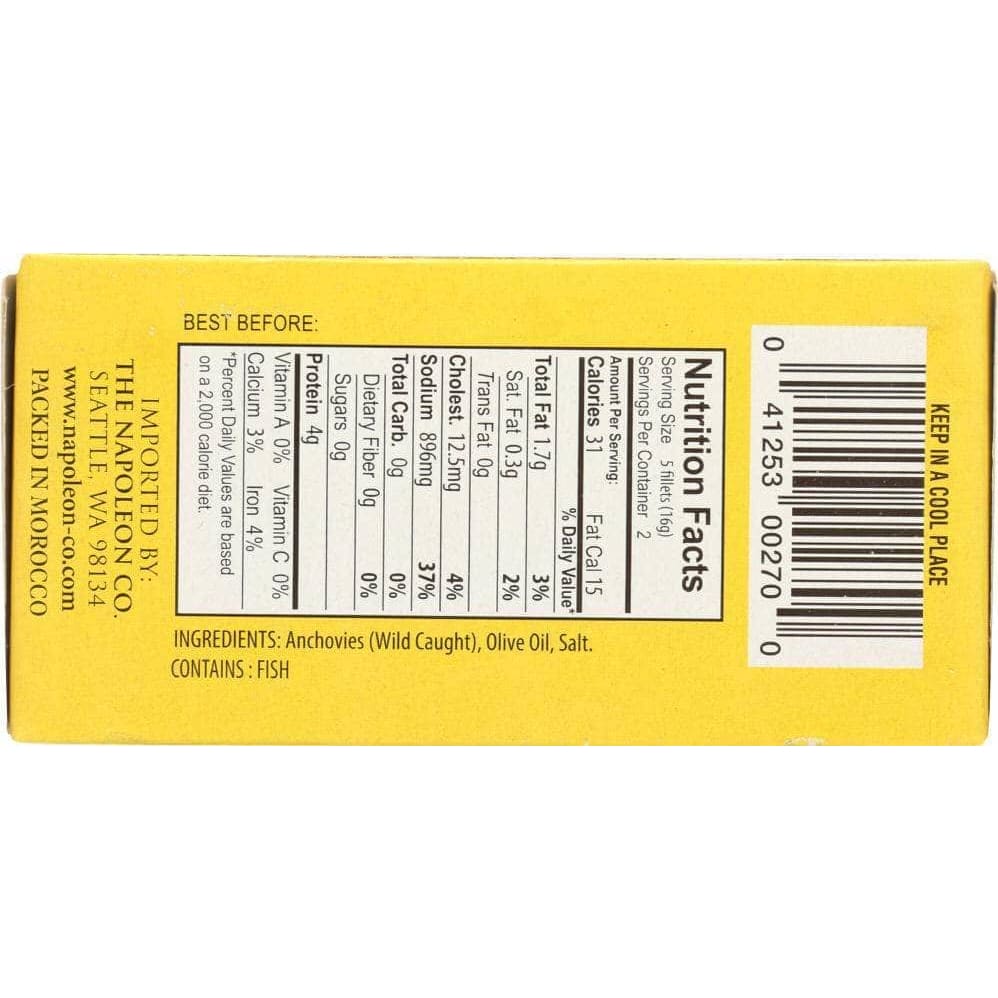 BEST BEFORE:
Nutrition Facts
Serving Size 5 fillets (16g)
Servings Per Container 2
Amount Per Serving:
Calories 31 Fat Cal 15
% Daily Value*
Total Fat 1.7g 3%
Sat. Fat 0.3g 2%
Trans Fat 0g
Cholest. 12.5mg 4%
Sodium 896mg 37%
Total Carb. 0g 0%
Dietary Fiber 0g 0%
Sugars 0g
Protein 4g
Vitamin A 0% Vitamin C 0%
Calcium 3% Iron 4%
*Percent Daily Values are based
on a 2,000 calorie diet.
INGREDIENTS: Anchovies (Wild Caught), Olive Oil, Salt.
CONTAINS : FISH
KEEP IN A COOL PLACE
0 41253 00270 0
IMPORTED BY:
THE NAPOLEON CO.
SEATTLE, WA 98134
www.napoleon-co.com
PACKED IN MOROCCO